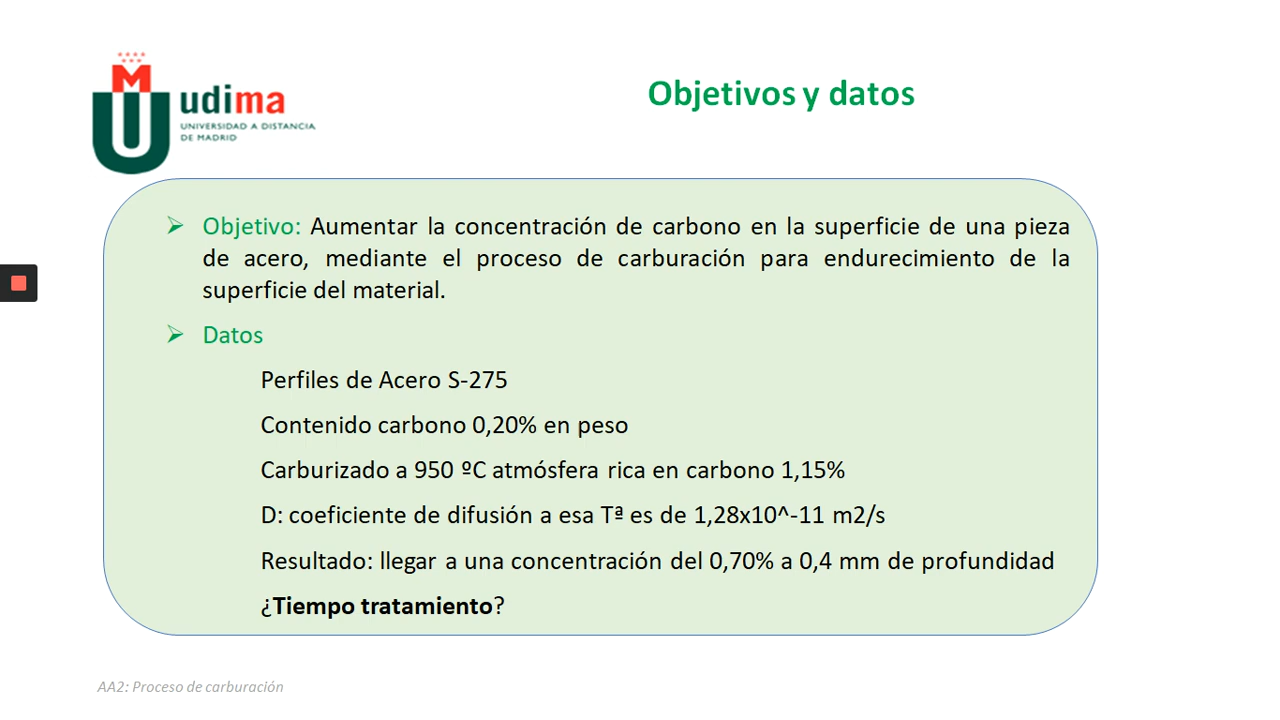 Objetivos y datos
M
U
udima
UNIVERSIDAD A DISTANCIA
DE MADRID
Objetivo: Aumentar la concentración de carbono en la superficie de una pieza
de acero, mediante el proceso de carburación para endurecimiento de la
superficie del material.
Datos
Perfiles de Acero S-275
Contenido carbono 0,20% en peso
Carburizado a 950 ºC atmósfera rica en carbono 1,15%
D: coeficiente de difusión a esa Tª es de 1,28x10^-11 m2/s
Resultado: llegar a una concentración del 0,70% a 0,4 mm de profundidad
¿Tiempo tratamiento?
AA2: Proceso de carburación